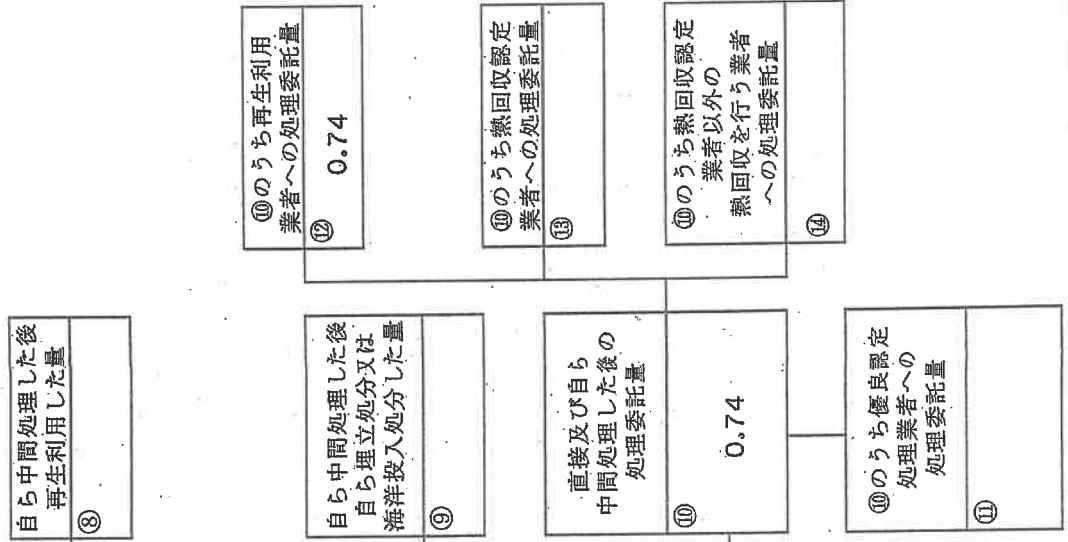 自ら中間処理した後
再生利用した量
⑧
自ら中間処理した後
自ら埋立処分又は
海洋投入処分した量
⑨
直接及び自ら
中間処理した後の
処理委託量
⑩
0.74
⑩のうち優良認定
処理業者への
処理委託量
⑪
⑩のうち再生利用
業者への処理委託量
⑫
0.74
⑩のうち熱回収認定
業者への処理委託量
⑬
⑩のうち熱回収認定
業者以外の
熱回収を行う業者
への処理委託量
⑭